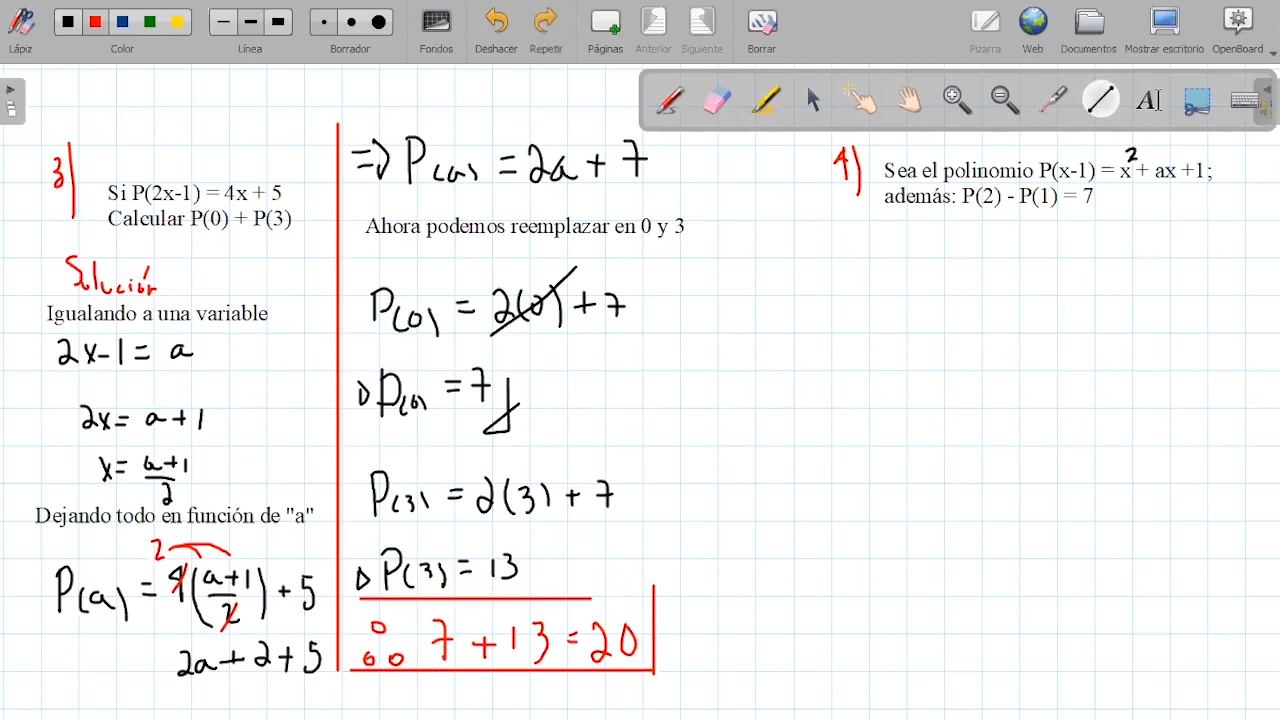 Lápiz
Color
Línea
Borrador
Fondos
Deshacer
Repetir
Páginas
Anterior
Siguiente
Borrar
Pizarra
Web
Documentos
Mostrar escritorio
OpenBoard
3)
Si P(2x-1) = 4x + 5
Calcular P(0) + P(3)
Solución
Igualando a una variable
2x-1 = a
2x = a + 1
x = (a+1)/2
Dejando todo en función de "a"
2
P(a) = 4((a+1)/2) + 5
2a + 2 + 5
=> P(a) = 2a + 7
Ahora podemos reemplazar en 0 y 3
P(0) = 2(0) + 7
P(0) = 7
P(3) = 2(3) + 7
P(3) = 13
∴ 7 + 13 = 20
4)
Sea el polinomio P(x-1) = x² + ax +1;
además: P(2) - P(1) = 7